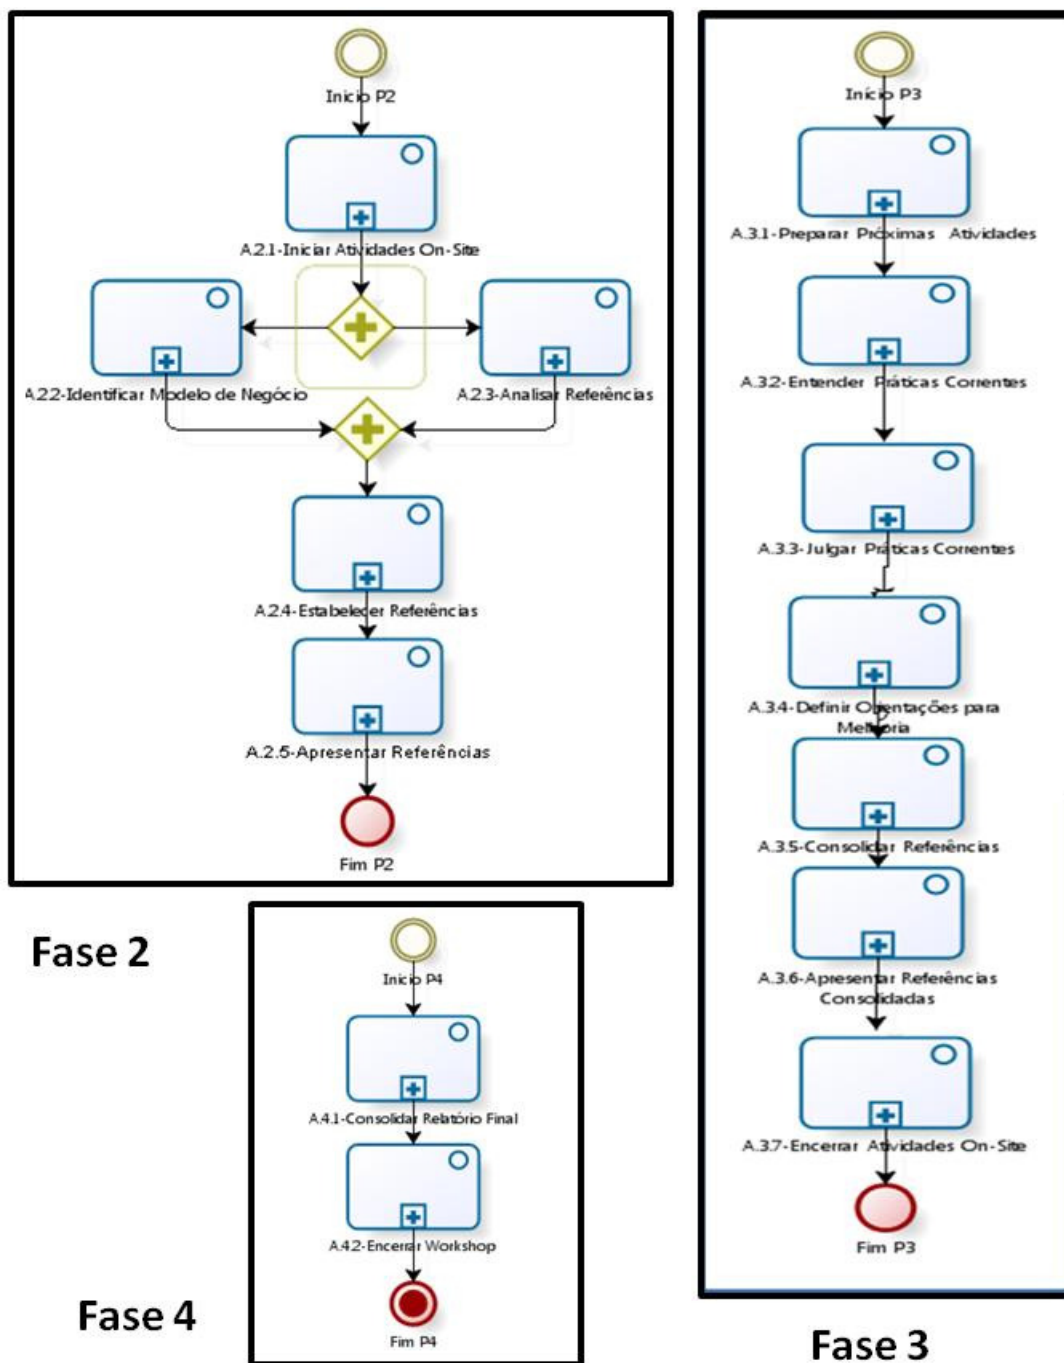 Inicio P2
A.2.1-Iniciar Atividades On-Site
A.2.2-Identificar Modelo de Negócio
A.2.3-Analisar Referências
A.2.4-Estabelecer Referências
A.2.5-Apresentar Referências
Fim P2
Fase 2
Inicio P4
A.4.1-Consolidar Relatório Final
A.4.2-Encerrar Workshop
Fim P4
Fase 4
Início P3
A.3.1-Preparar Próximas Atividades
A.3.2-Entender Práticas Correntes
A.3.3-Julgar Práticas Correntes
A.3.4-Definir Orientações para
Melhoria
A.3.5-Consolidar Referências
A.3.6-Apresentar Referências
Consolidadas
A.3.7-Encerrar Atividades On-Site
Fim P3
Fase 3